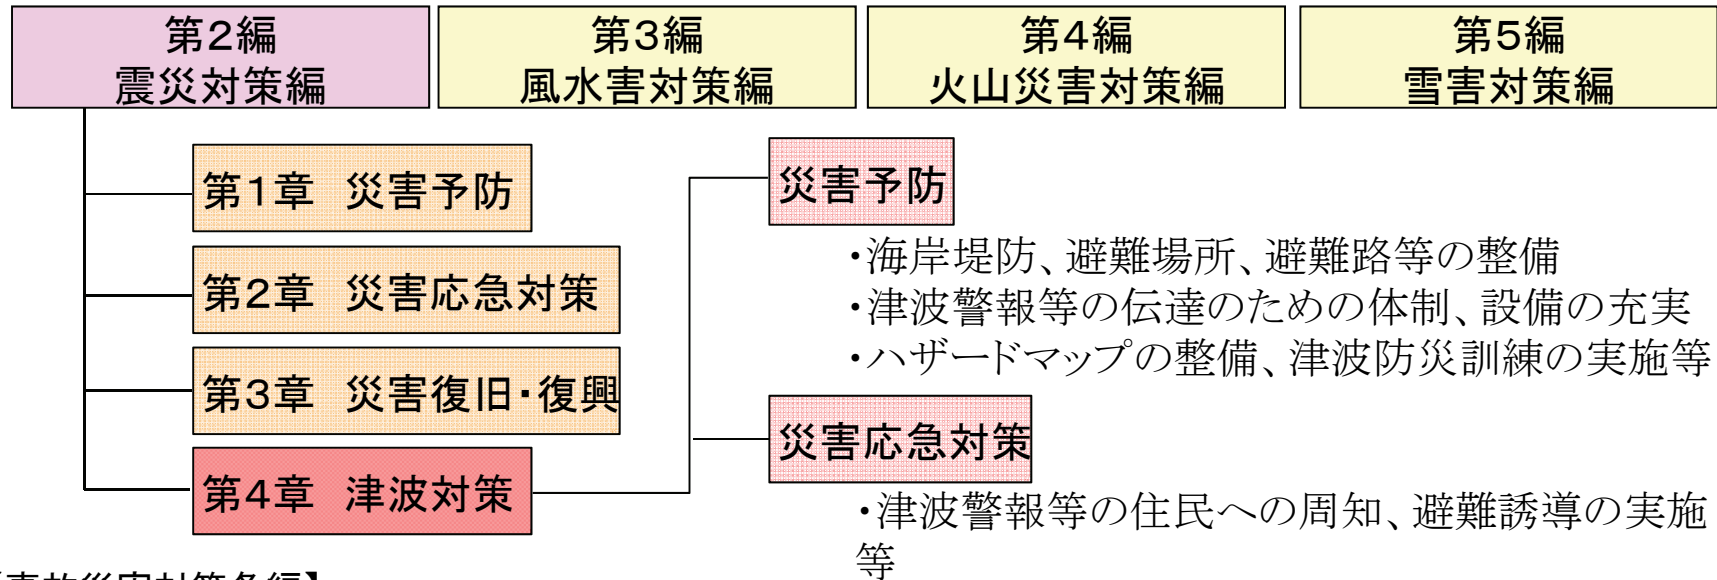 第2編
震災対策編
第3編
風水害対策編
第4編
火山災害対策編
第5編
雪害対策編
第1章　災害予防
第2章　災害応急対策
第3章　災害復旧・復興
第4章　津波対策
災害予防
・海岸堤防、避難場所、避難路等の整備
・津波警報等の伝達のための体制、設備の充実
・ハザードマップの整備、津波防災訓練の実施等
災害応急対策
・津波警報等の住民への周知、避難誘導の実施
等